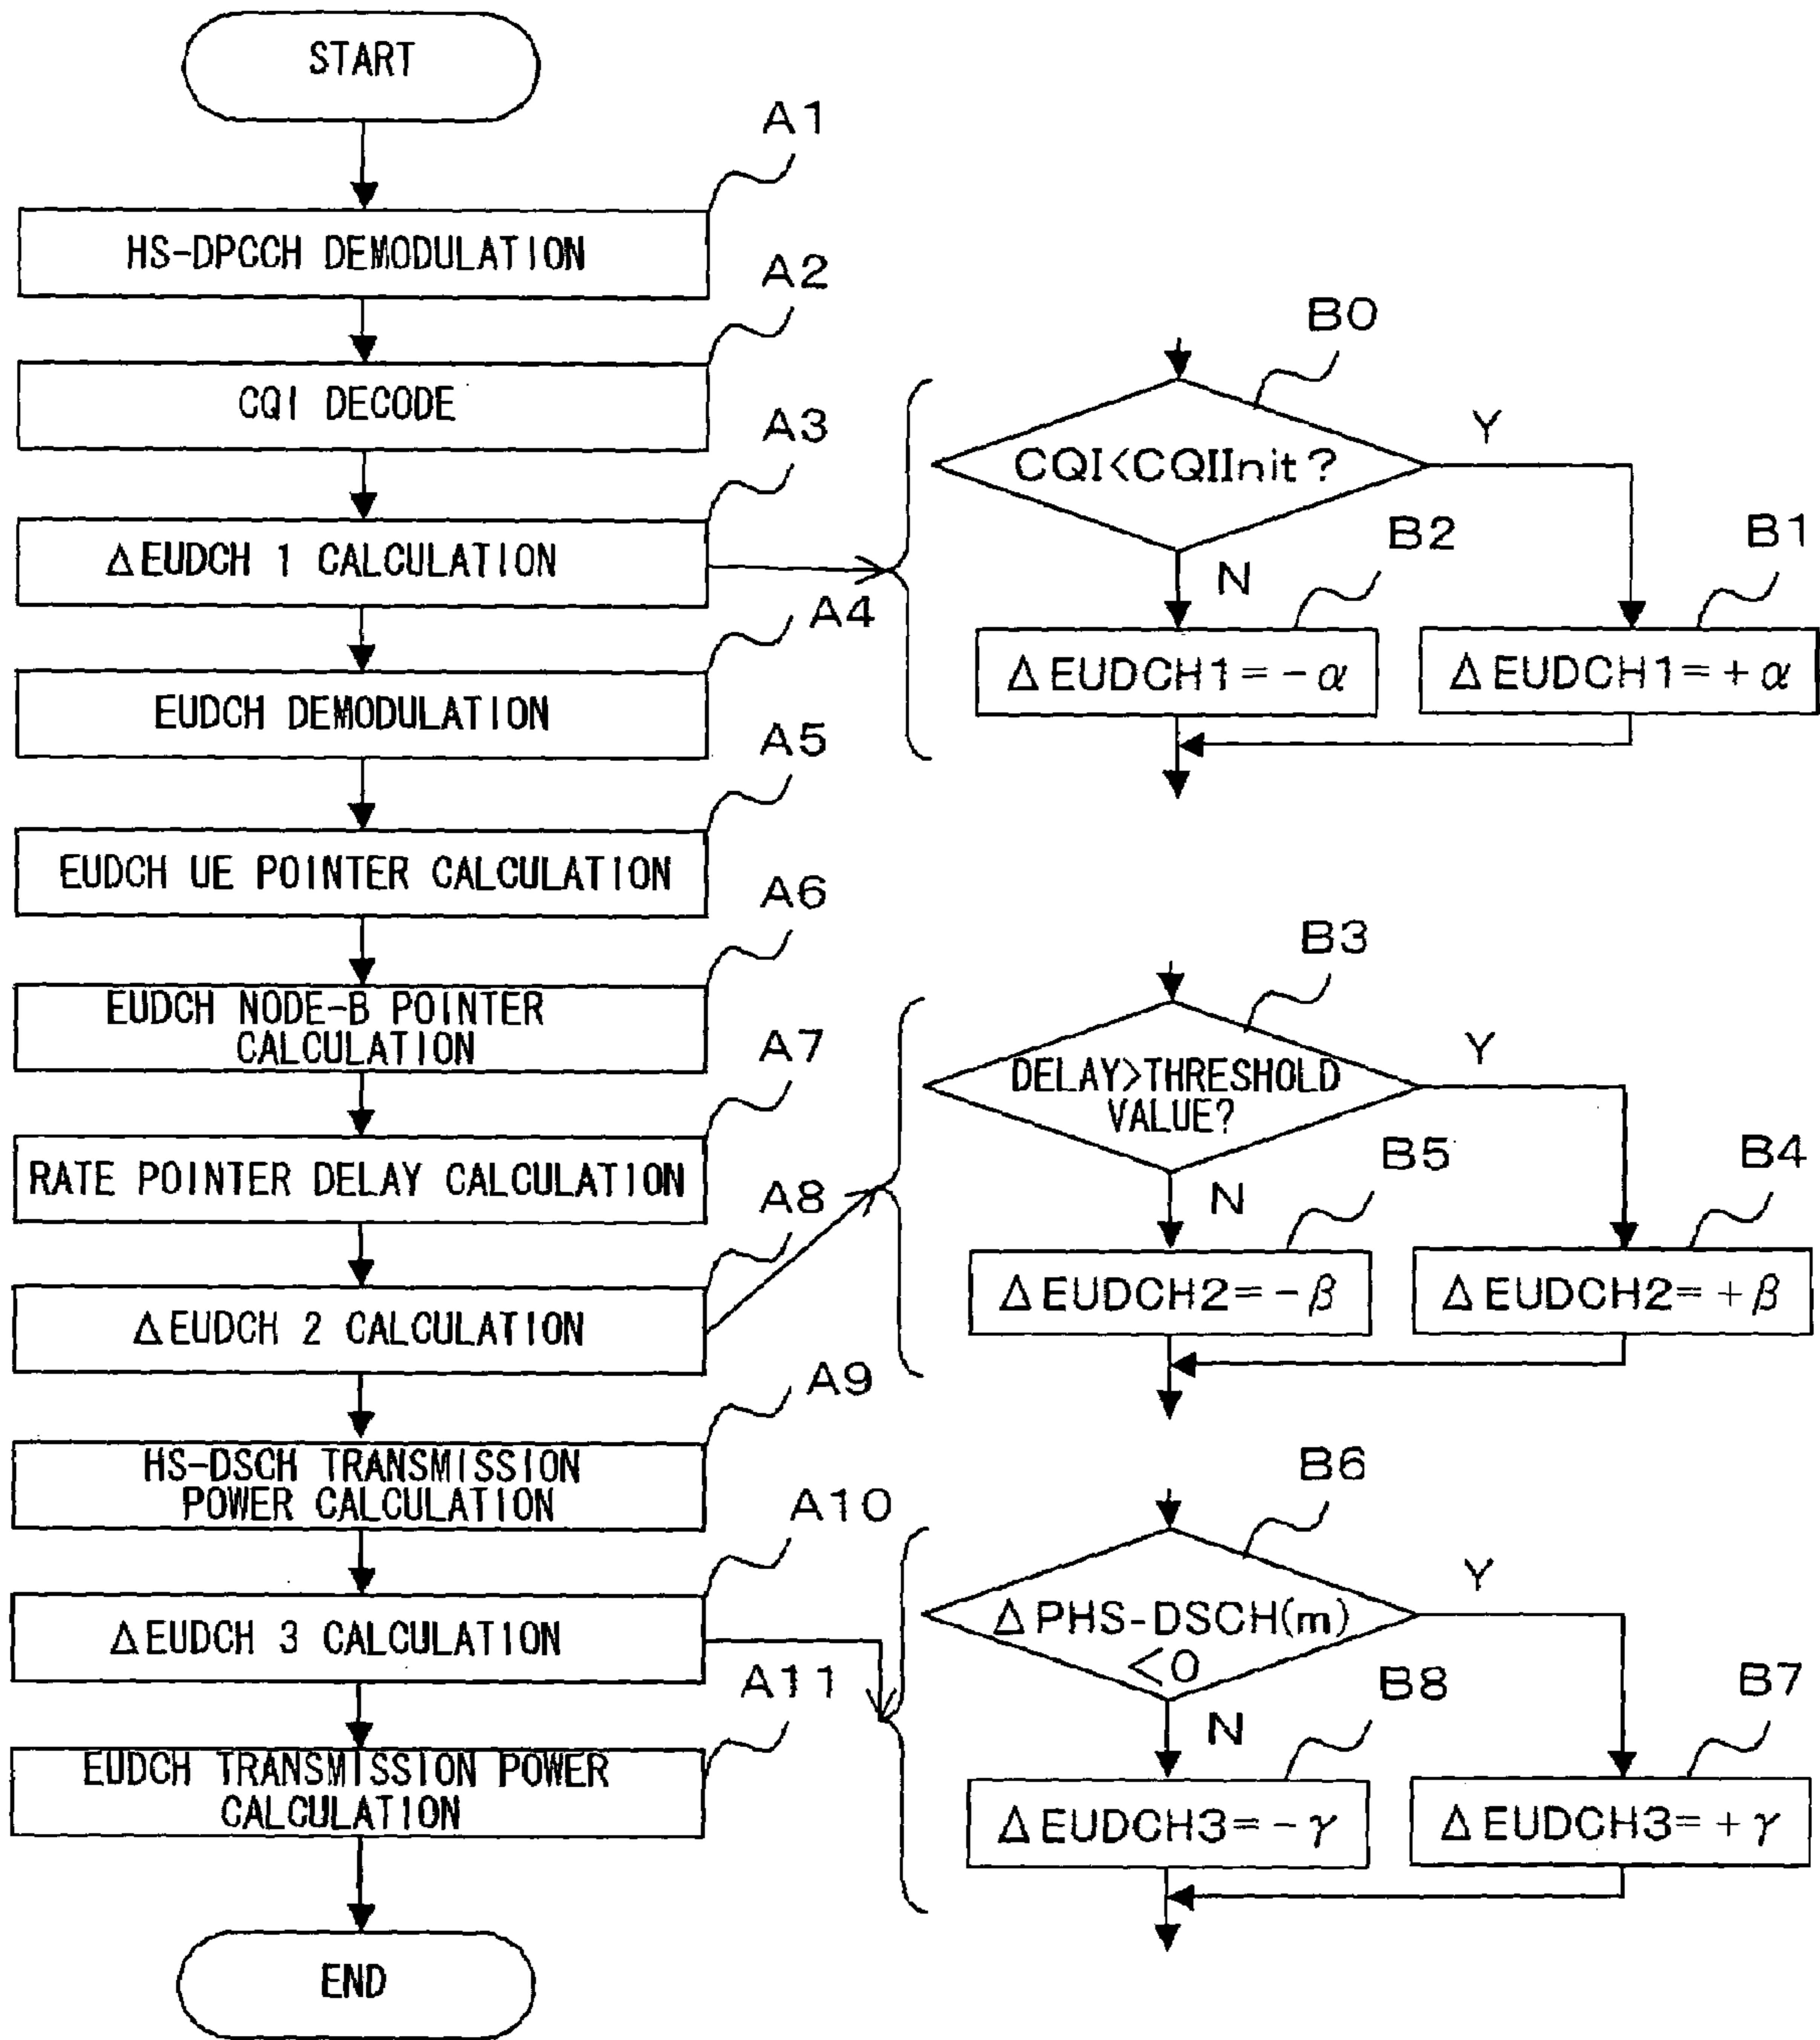 START
A1
HS-DPCCH DEMODULATION
A2
CQI DECODE
A3
ΔEUDCH 1 CALCULATION
A4
EUDCH DEMODULATION
A5
EUDCH UE POINTER CALCULATION
A6
EUDCH NODE-B POINTER
CALCULATION
A7
RATE POINTER DELAY CALCULATION
A8
ΔEUDCH 2 CALCULATION
A9
HS-DSCH TRANSMISSION
POWER CALCULATION
A10
ΔEUDCH 3 CALCULATION
A11
EUDCH TRANSMISSION POWER
CALCULATION
END
B0
CQI<CQIInit?
Y
N
B2
ΔEUDCH1=-α
B1
ΔEUDCH1=+α
B3
DELAY>THRESHOLD
VALUE?
Y
N
B5
ΔEUDCH2=-β
B4
ΔEUDCH2=+β
B6
ΔPHS-DSCH(m)
<0
Y
N
B8
ΔEUDCH3=-γ
B7
ΔEUDCH3=+γ